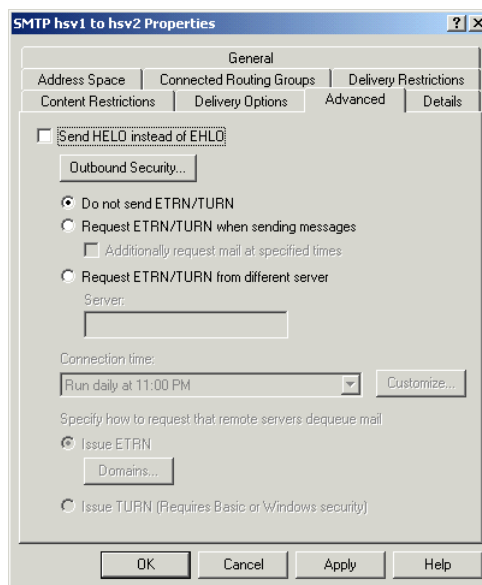 SMTP hsv1 to hsv2 Properties
General
Address Space
Connected Routing Groups
Delivery Restrictions
Content Restrictions
Delivery Options
Advanced
Details
Send HELO instead of EHLO
Outbound Security...
Do not send ETRN/TURN
Request ETRN/TURN when sending messages
Additionally request mail at specified times
Request ETRN/TURN from different server
Server:
Connection time:
Run daily at 11:00 PM
Customize...
Specify how to request that remote servers dequeue mail
Issue ETRN
Domains...
Issue TURN (Requires Basic or Windows security)
OK
Cancel
Apply
Help